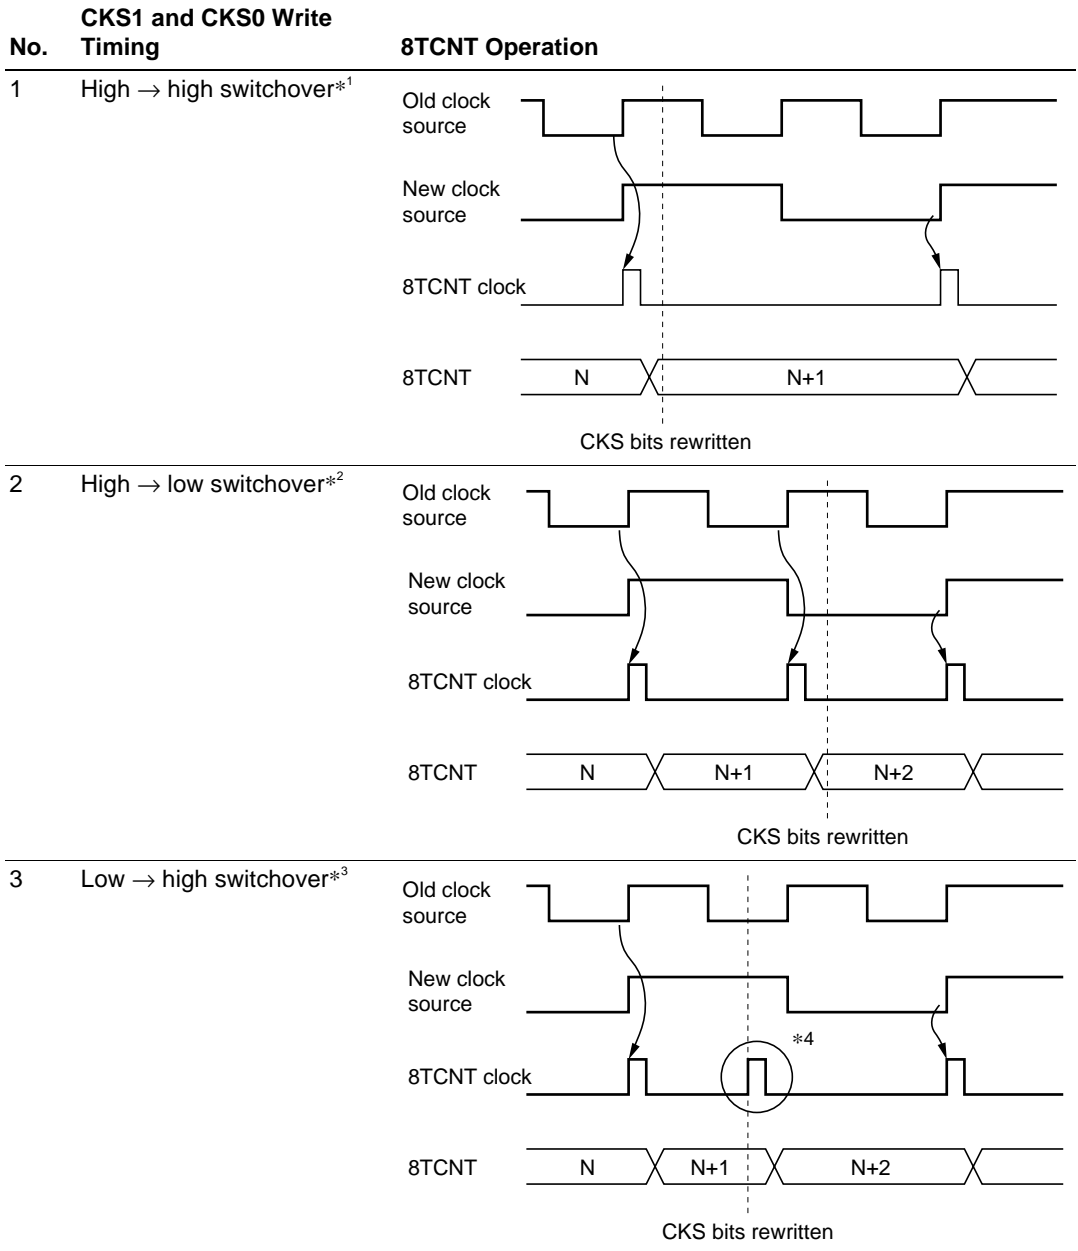 CKS1 and CKS0 Write
No. Timing 8TCNT Operation
1 High → high switchover*1
Old clock
source
New clock
source
8TCNT clock
8TCNT N N+1
CKS bits rewritten
2 High → low switchover*2
Old clock
source
New clock
source
8TCNT clock
8TCNT N N+1 N+2
CKS bits rewritten
3 Low → high switchover*3
Old clock
source
New clock
source
*4
8TCNT clock
8TCNT N N+1 N+2
CKS bits rewritten